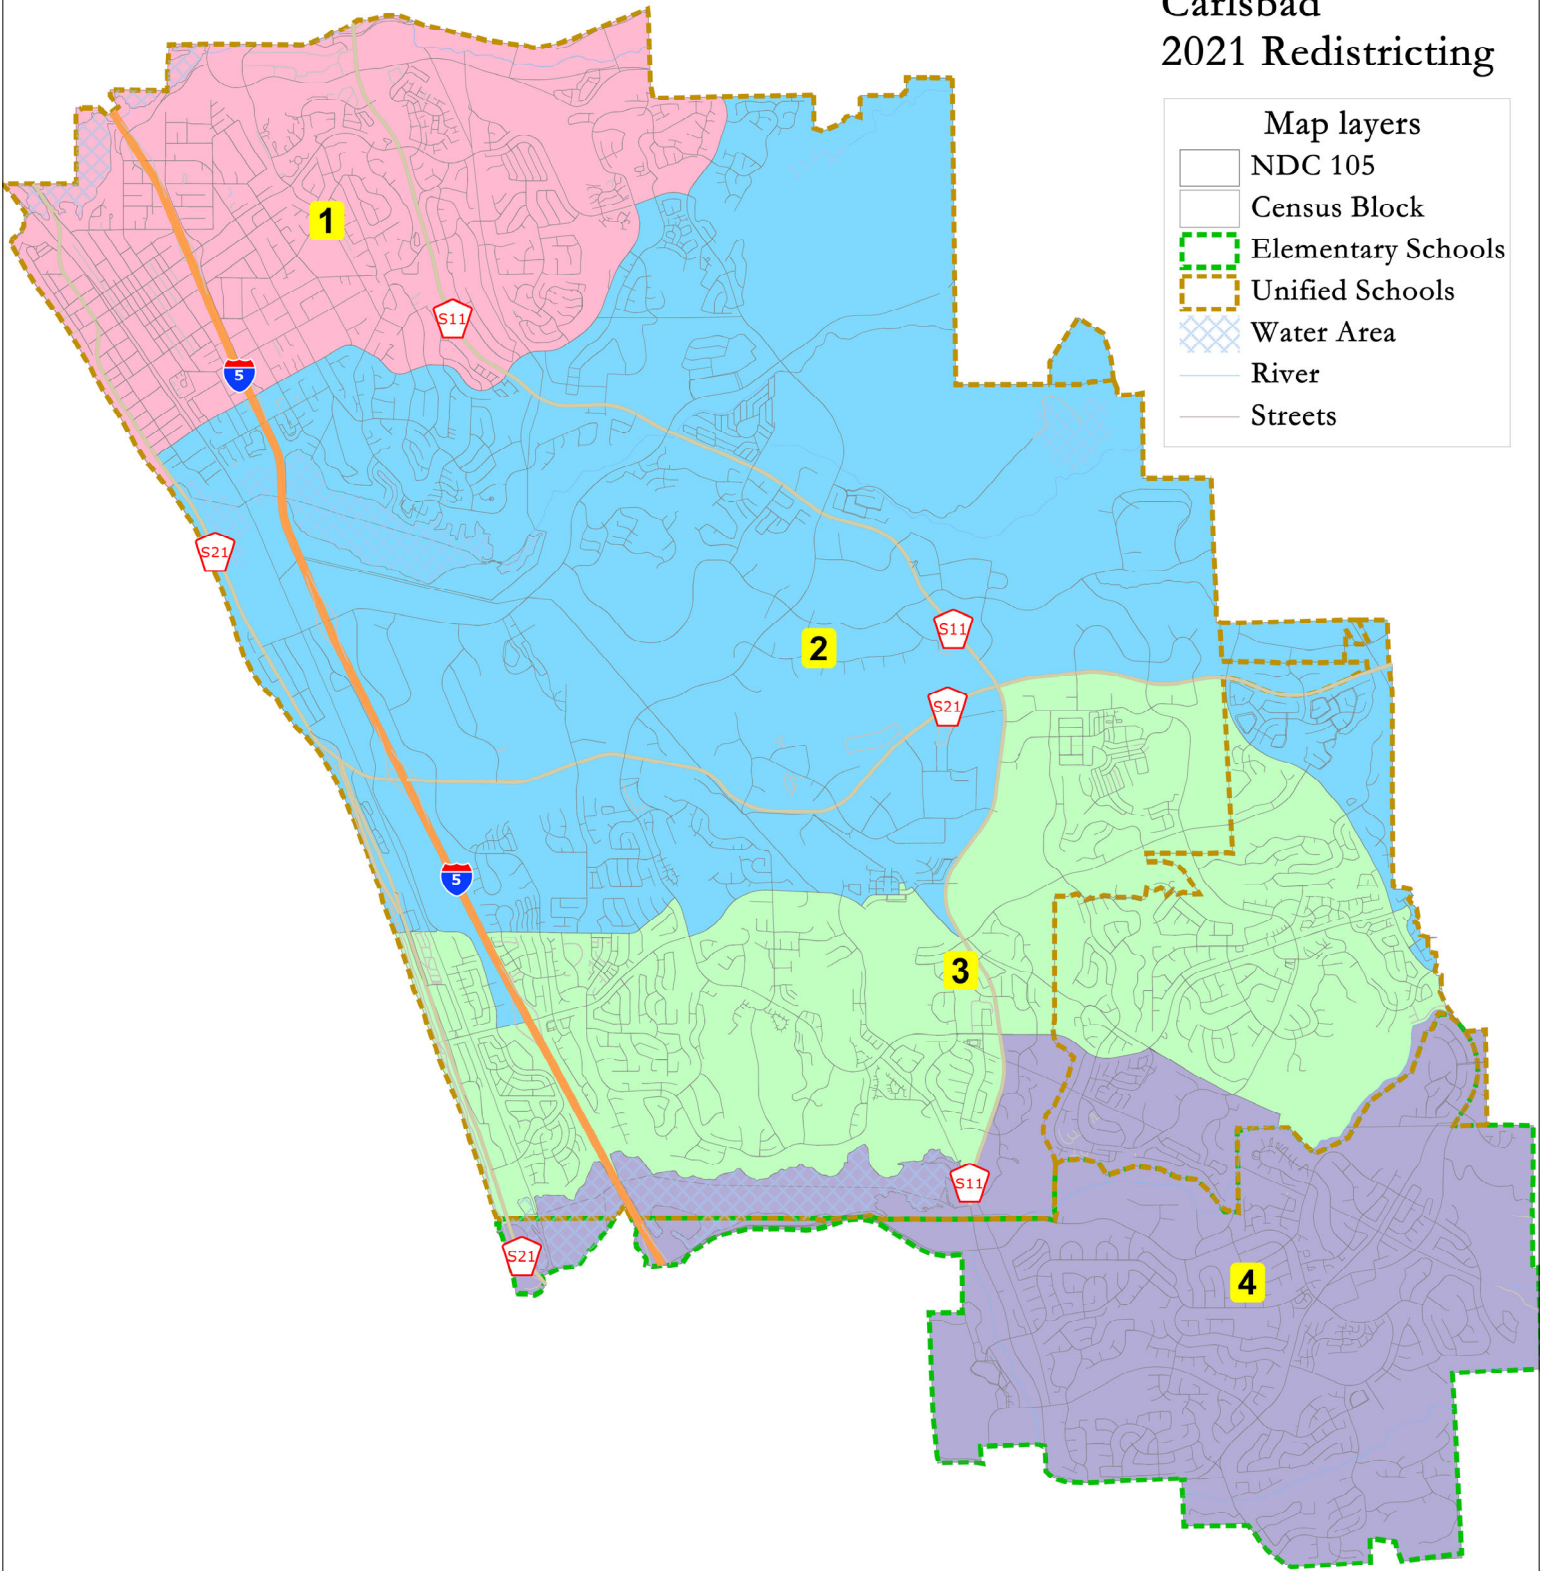 Carlsbad
2021 Redistricting
Map layers
NDC 105
Census Block
Elementary Schools
Unified Schools
Water Area
River
Streets
1
S11
5
S21
2
S11
S21
5
3
S11
S21
4